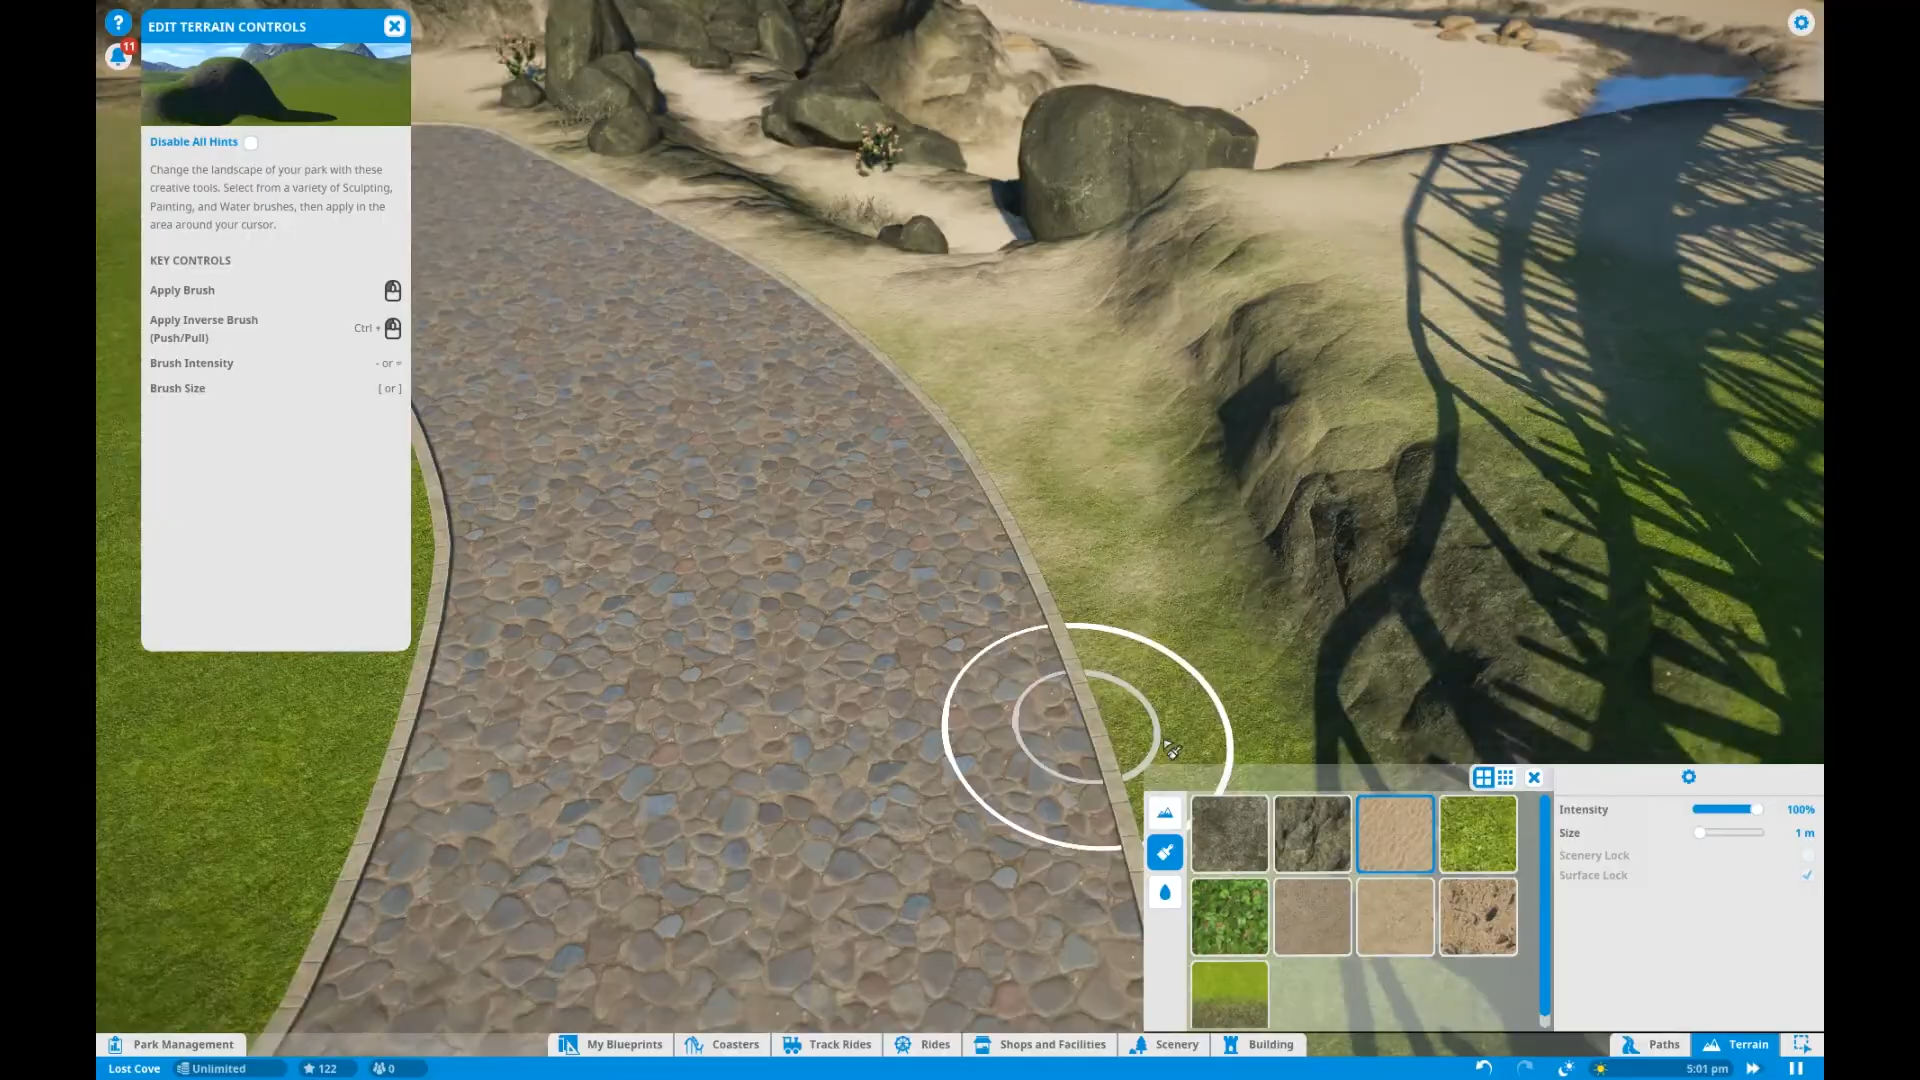 ?
EDIT TERRAIN CONTROLS
11
Disable All Hints
Change the landscape of your park with these
creative tools. Select from a variety of Sculpting,
Painting, and Water brushes, then apply in the
area around your cursor.
KEY CONTROLS
Apply Brush
Apply Inverse Brush
(Push/Pull)
Ctrl +
Brush Intensity
- or =
Brush Size
[ or ]
Intensity
100%
Size
1 m
Scenery Lock
Surface Lock
Park Management
My Blueprints
Coasters
Track Rides
Rides
Shops and Facilities
Scenery
Building
Paths
Terrain
Lost Cove
Unlimited
122
0
5:01 pm